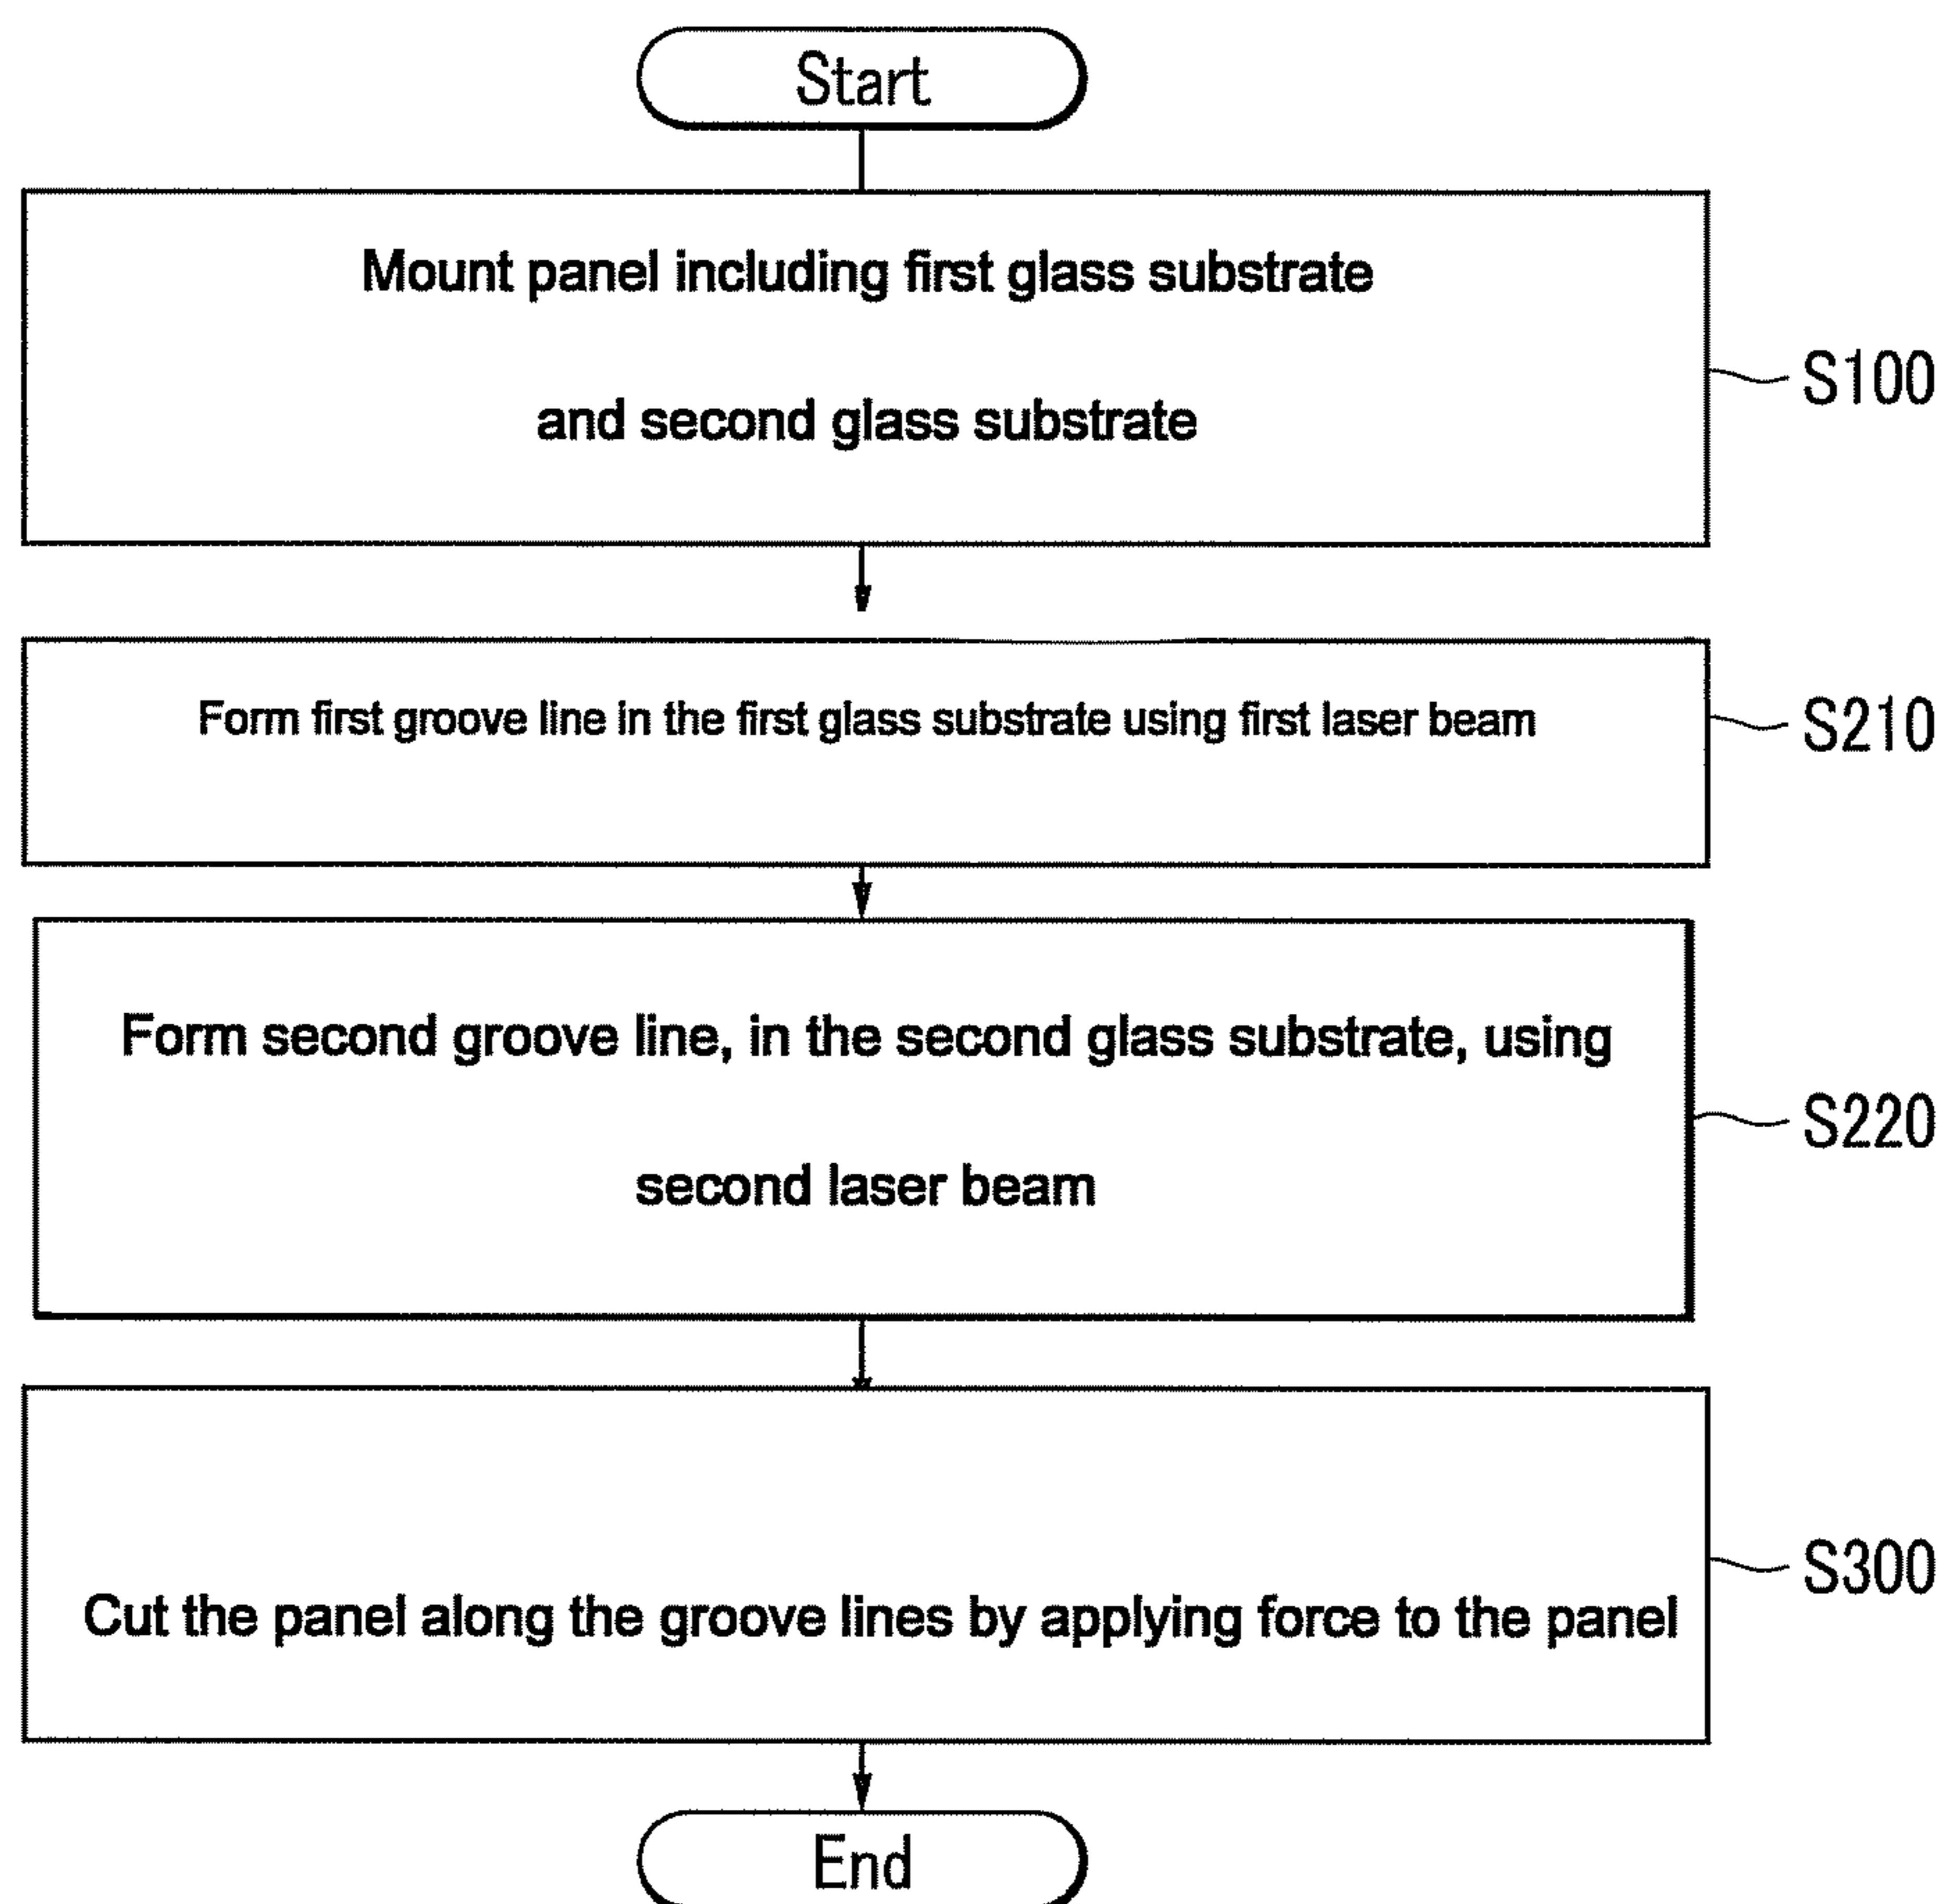 Start
Mount panel including first glass substrate
and second glass substrate
S100
Form first groove line in the first glass substrate using first laser beam
S210
Form second groove line, in the second glass substrate, using
second laser beam
S220
Cut the panel along the groove lines by applying force to the panel
S300
End